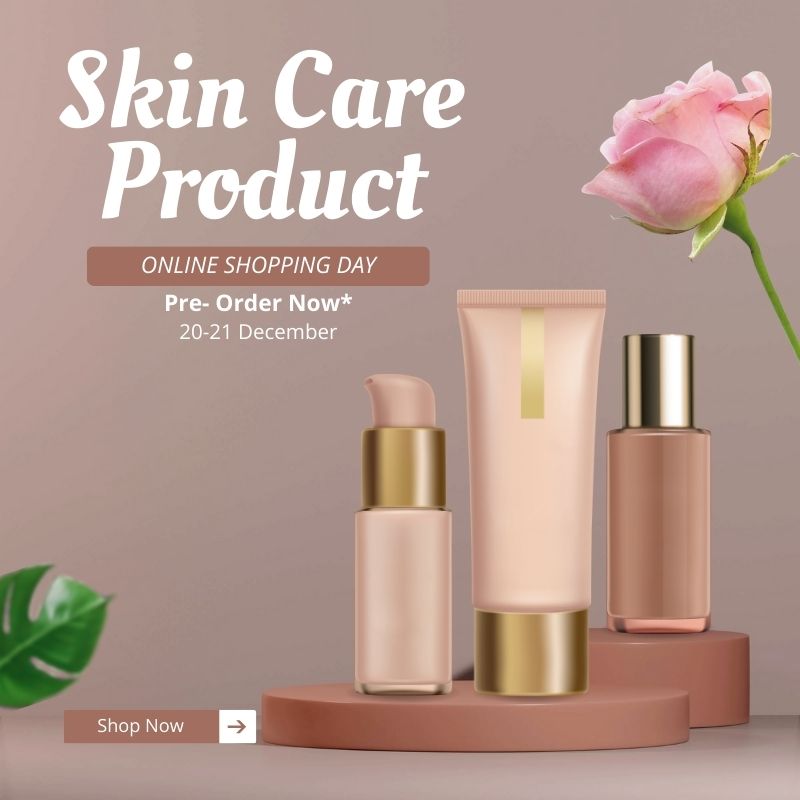 Skin Care
Product
ONLINE SHOPPING DAY
Pre- Order Now*
20-21 December
Shop Now